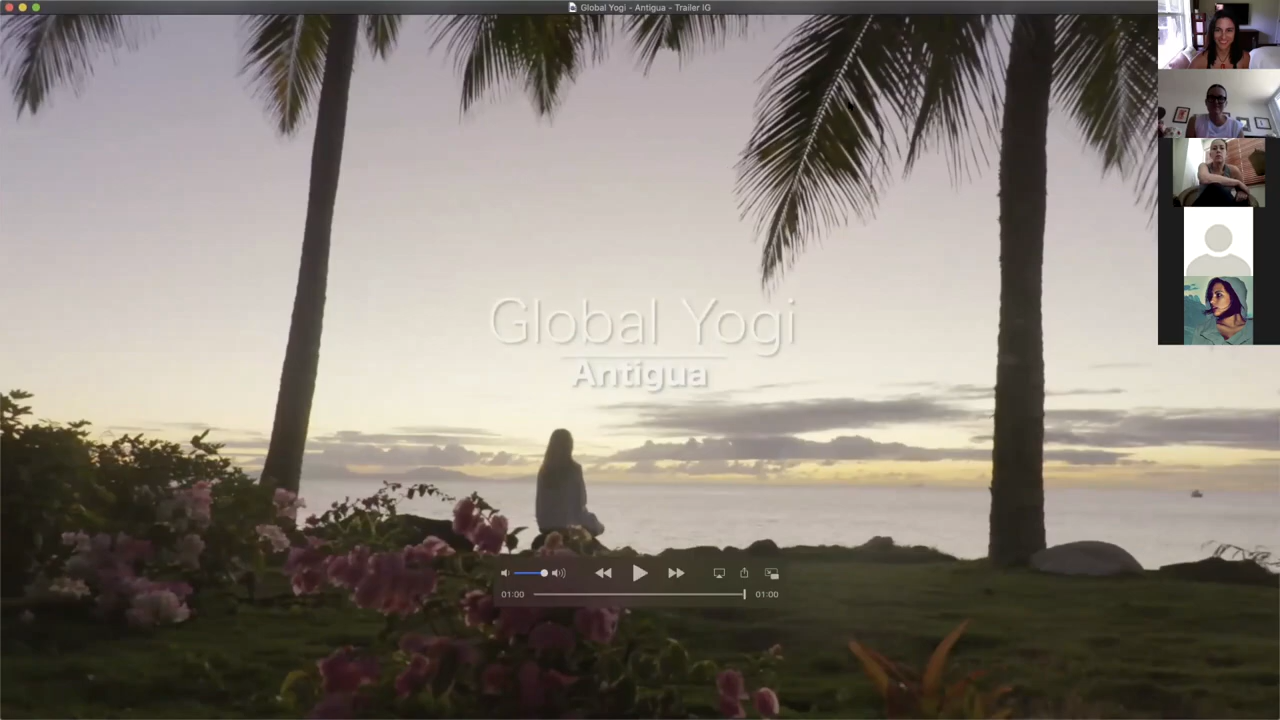 Global Yogi - Antigua - Trailer IG
Global Yogi
Antigua
01:00
01:00